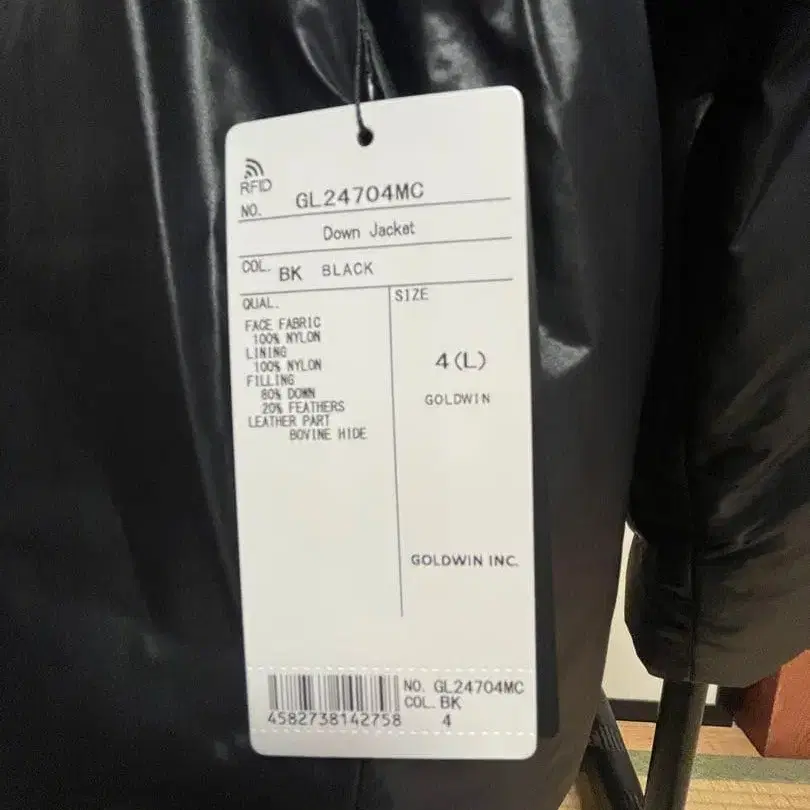 RFID
NO. GL24704MC
Down Jacket
COL. BK BLACK
QUAL.
FACE FABRIC
100% NYLON
LINING
100% NYLON
FILLING
80% DOWN
20% FEATHERS
LEATHER PART
BOVINE HIDE
SIZE
4(L)
GOLDWIN
GOLDWIN INC.
4582738142758
NO. GL24704MC
COL. BK
4